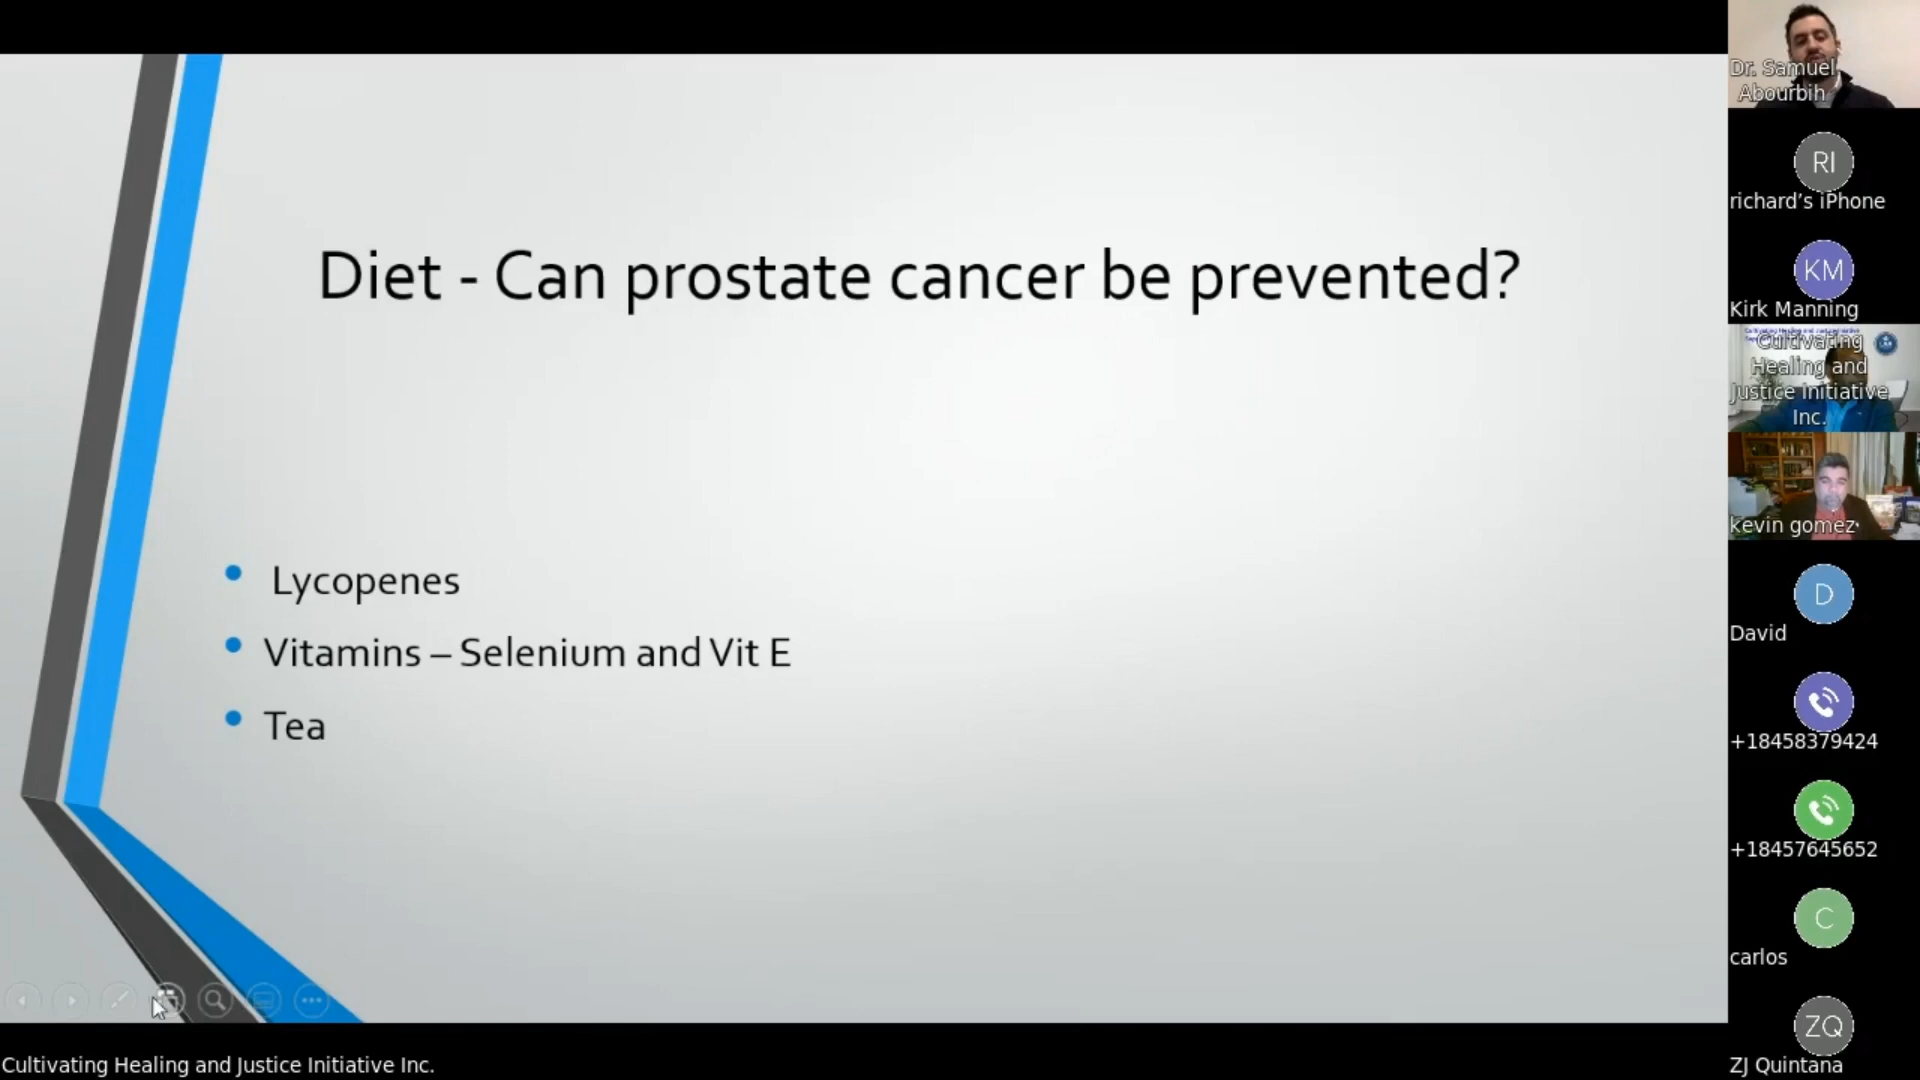 Diet - Can prostate cancer be prevented?
Lycopenes
Vitamins – Selenium and Vit E
Tea
Dr. Samuel
Abourbih
RI
richard’s iPhone
KM
Kirk Manning
Cultivating
Healing and
Justice Initiative
Inc.
kevin gomez
D
David
+18458379424
+18457645652
C
carlos
ZQ
ZJ Quintana
Cultivating Healing and Justice Initiative Inc.